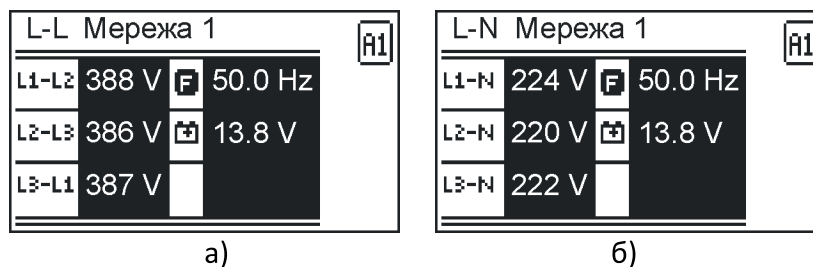 L-L Мережа 1
A1
L1-L2 388 V F 50.0 Hz
L2-L3 386 V 13.8 V
L3-L1 387 V
а)
L-N Мережа 1
A1
L1-N 224 V F 50.0 Hz
L2-N 220 V 13.8 V
L3-N 222 V
б)